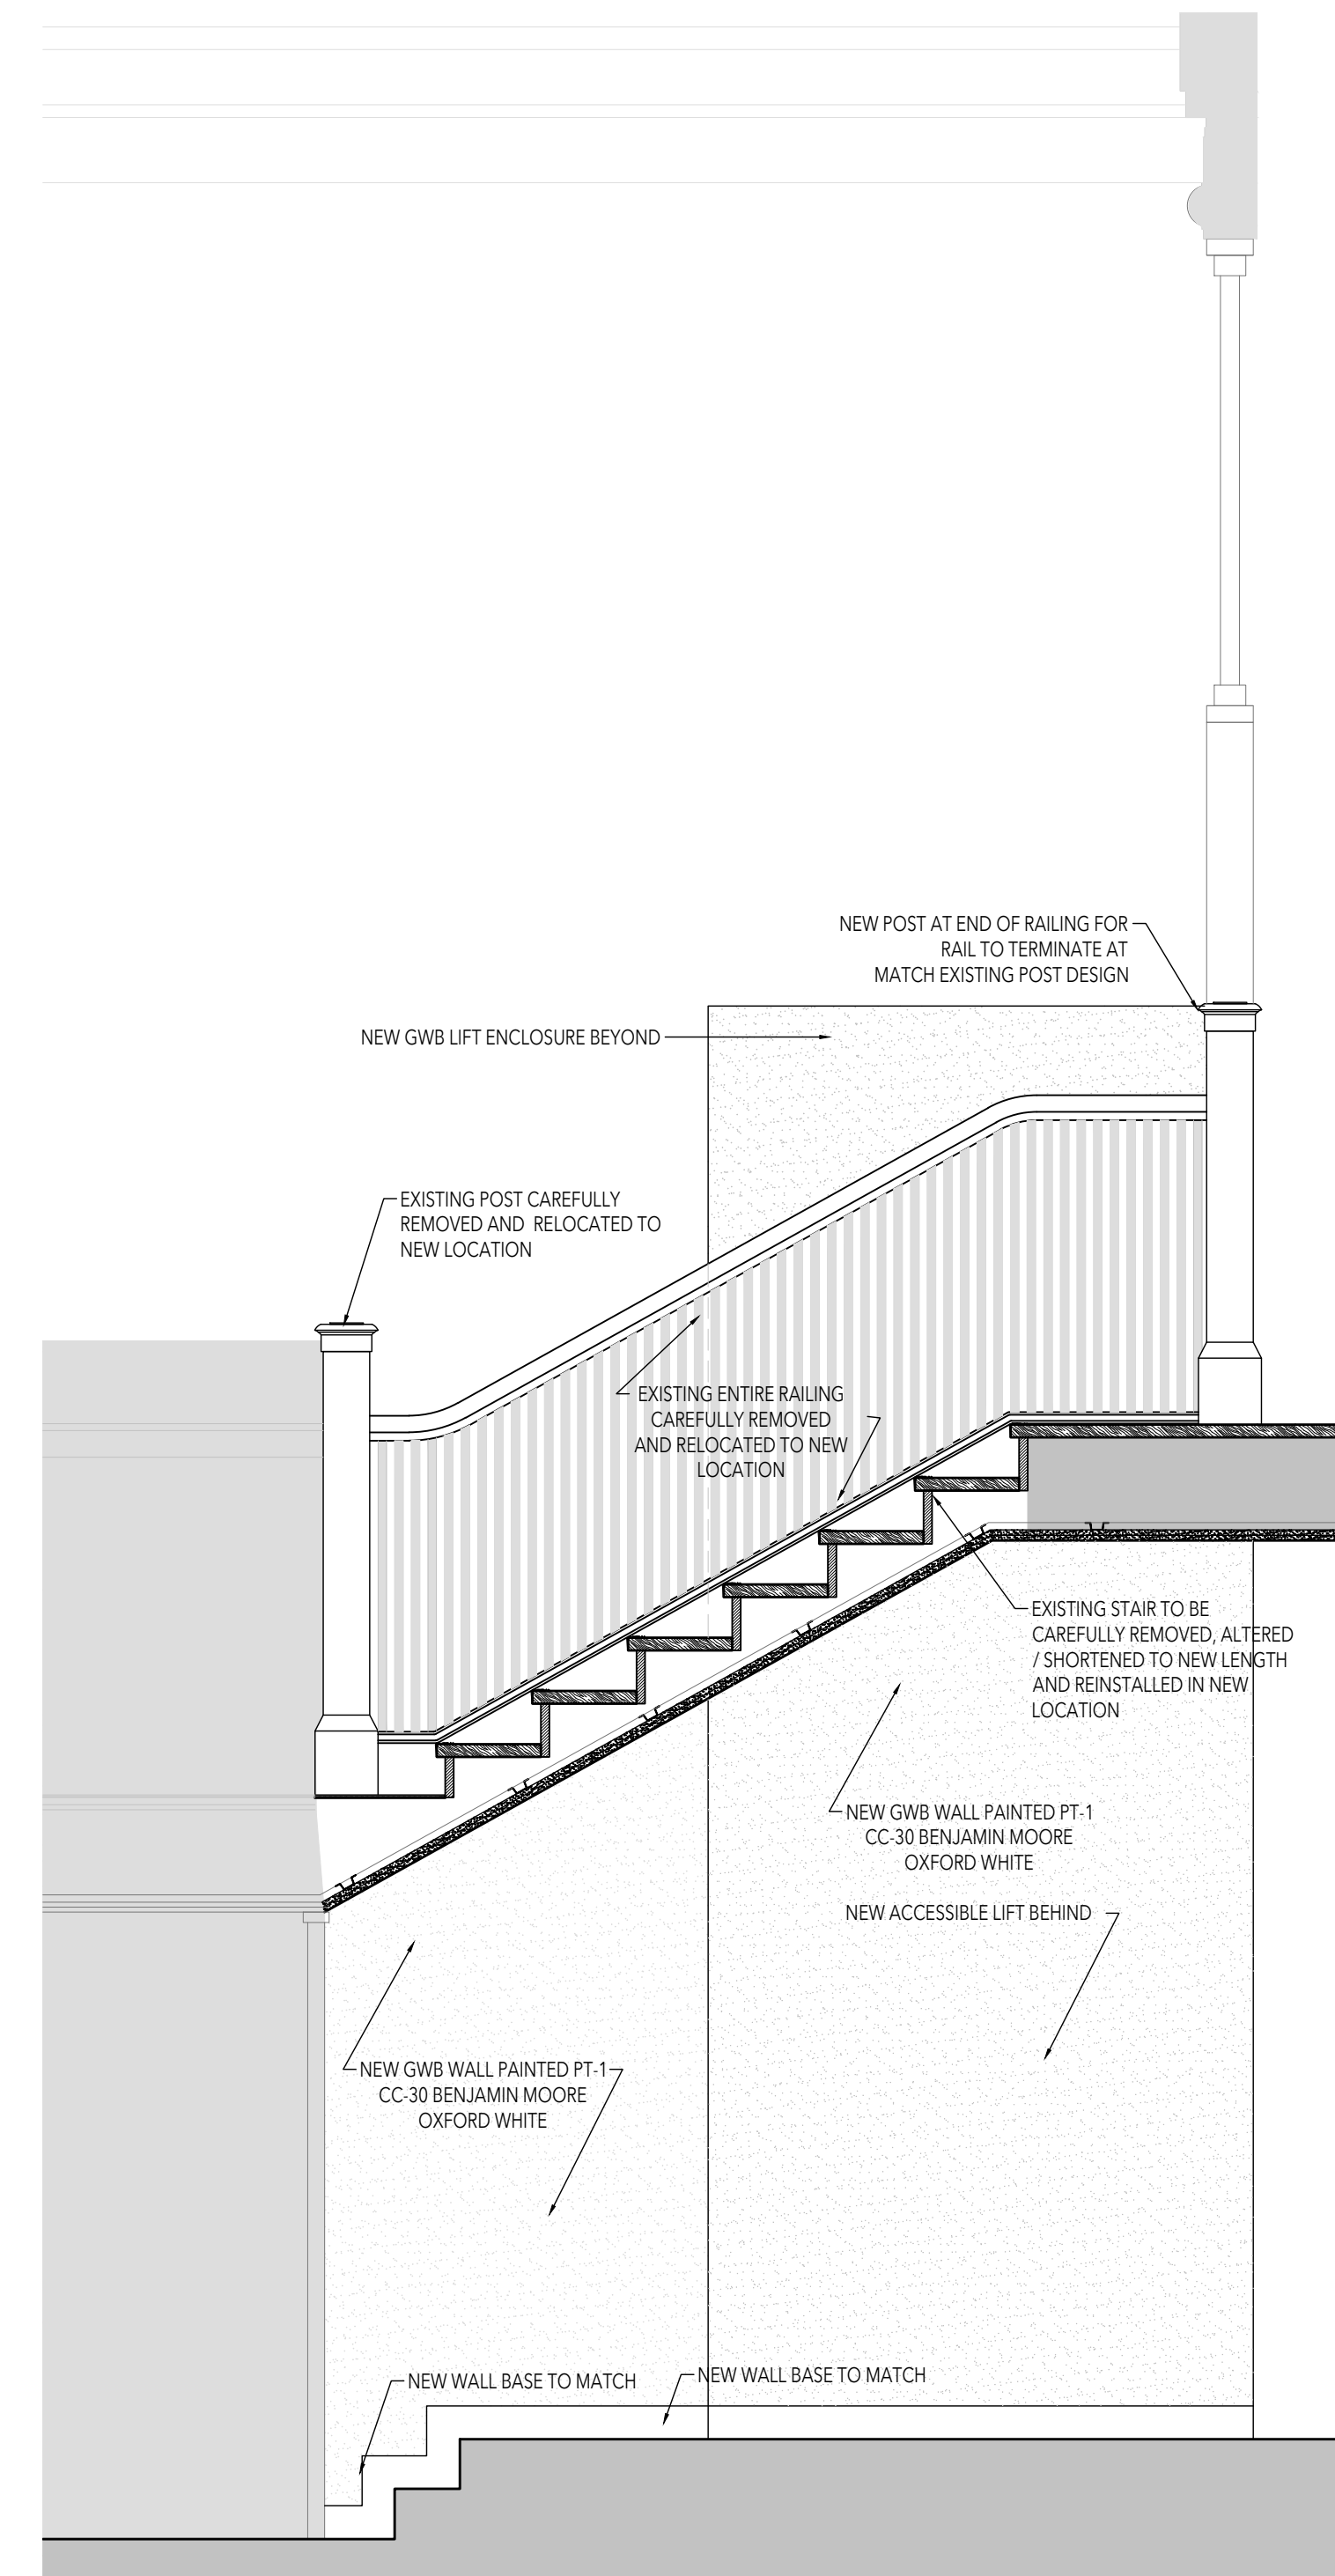 NEW POST AT END OF RAILING FOR
RAIL TO TERMINATE AT
MATCH EXISTING POST DESIGN
NEW GWB LIFT ENCLOSURE BEYOND
EXISTING POST CAREFULLY
REMOVED AND RELOCATED TO
NEW LOCATION
EXISTING ENTIRE RAILING
CAREFULLY REMOVED
AND RELOCATED TO NEW
LOCATION
EXISTING STAIR TO BE
CAREFULLY REMOVED, ALTERED
/ SHORTENED TO NEW LENGTH
AND REINSTALLED IN NEW
LOCATION
NEW GWB WALL PAINTED PT-1
CC-30 BENJAMIN MOORE
OXFORD WHITE
NEW ACCESSIBLE LIFT BEHIND
NEW GWB WALL PAINTED PT-1
CC-30 BENJAMIN MOORE
OXFORD WHITE
NEW WALL BASE TO MATCH
NEW WALL BASE TO MATCH